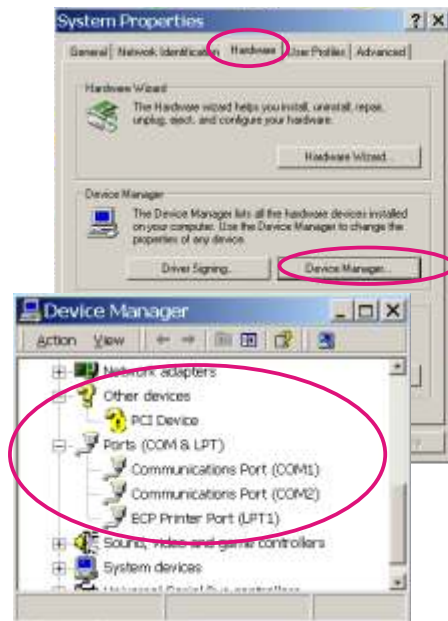 System Properties
General Network Identification Hardware User Profiles Advanced
Hardware Wizard
The Hardware wizard helps you install, uninstall, repair,
unplug, eject, and configure your hardware.
Hardware Wizard...
Device Manager
The Device Manager lists all the hardware devices installed
on your computer. Use the Device Manager to change the
properties of any device.
Driver Signing...
Device Manager...
Device Manager
Action View
Network adapters
Other devices
PCI Device
Ports (COM & LPT)
Communications Port (COM1)
Communications Port (COM2)
ECP Printer Port (LPT1)
Sound, video and game controllers
System devices
Universal Serial Bus controllers